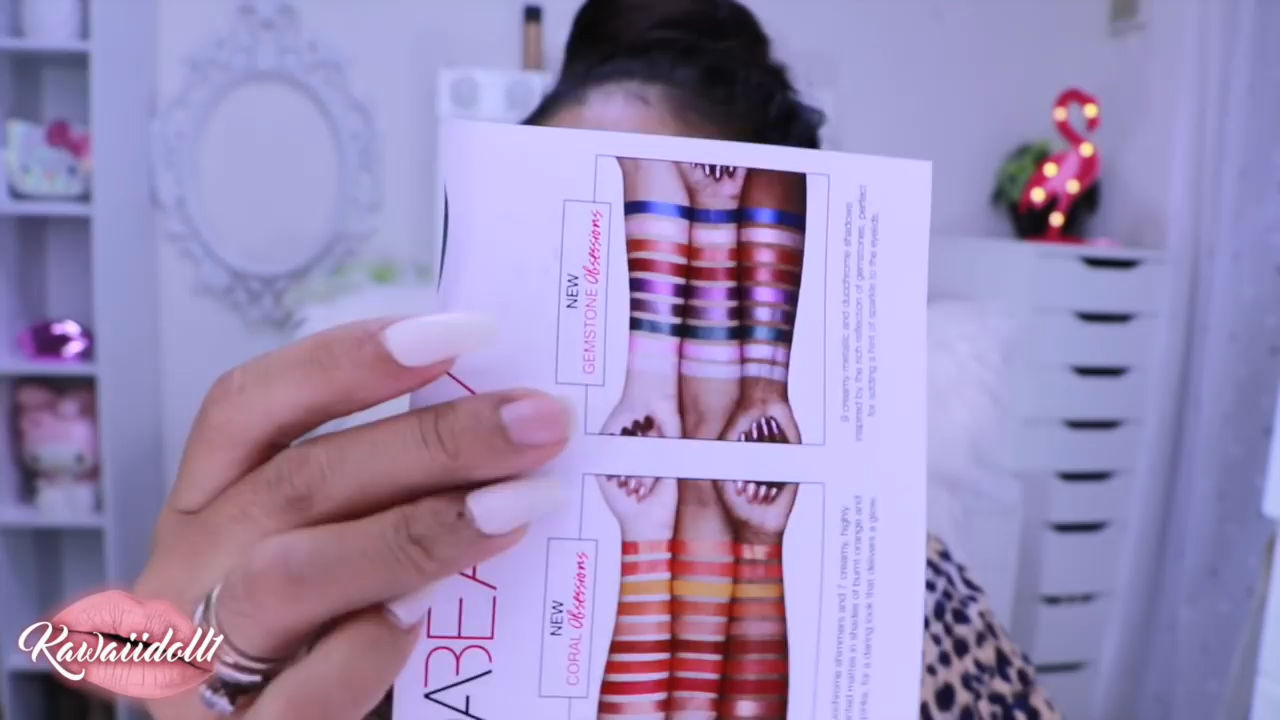 NEW
GEMSTONE Obsessions
9 creamy metallic and duochrome shadows
inspired by the rich reflection of gemstones, perfect
for adding a hint of sparkle to the eyelids.
NEW
CORAL Obsessions
shimmers and 7 creamy, highly
mattes in shades of burnt orange and
for a daring look that delivers a glow
DABEA
Kawaiidoll1